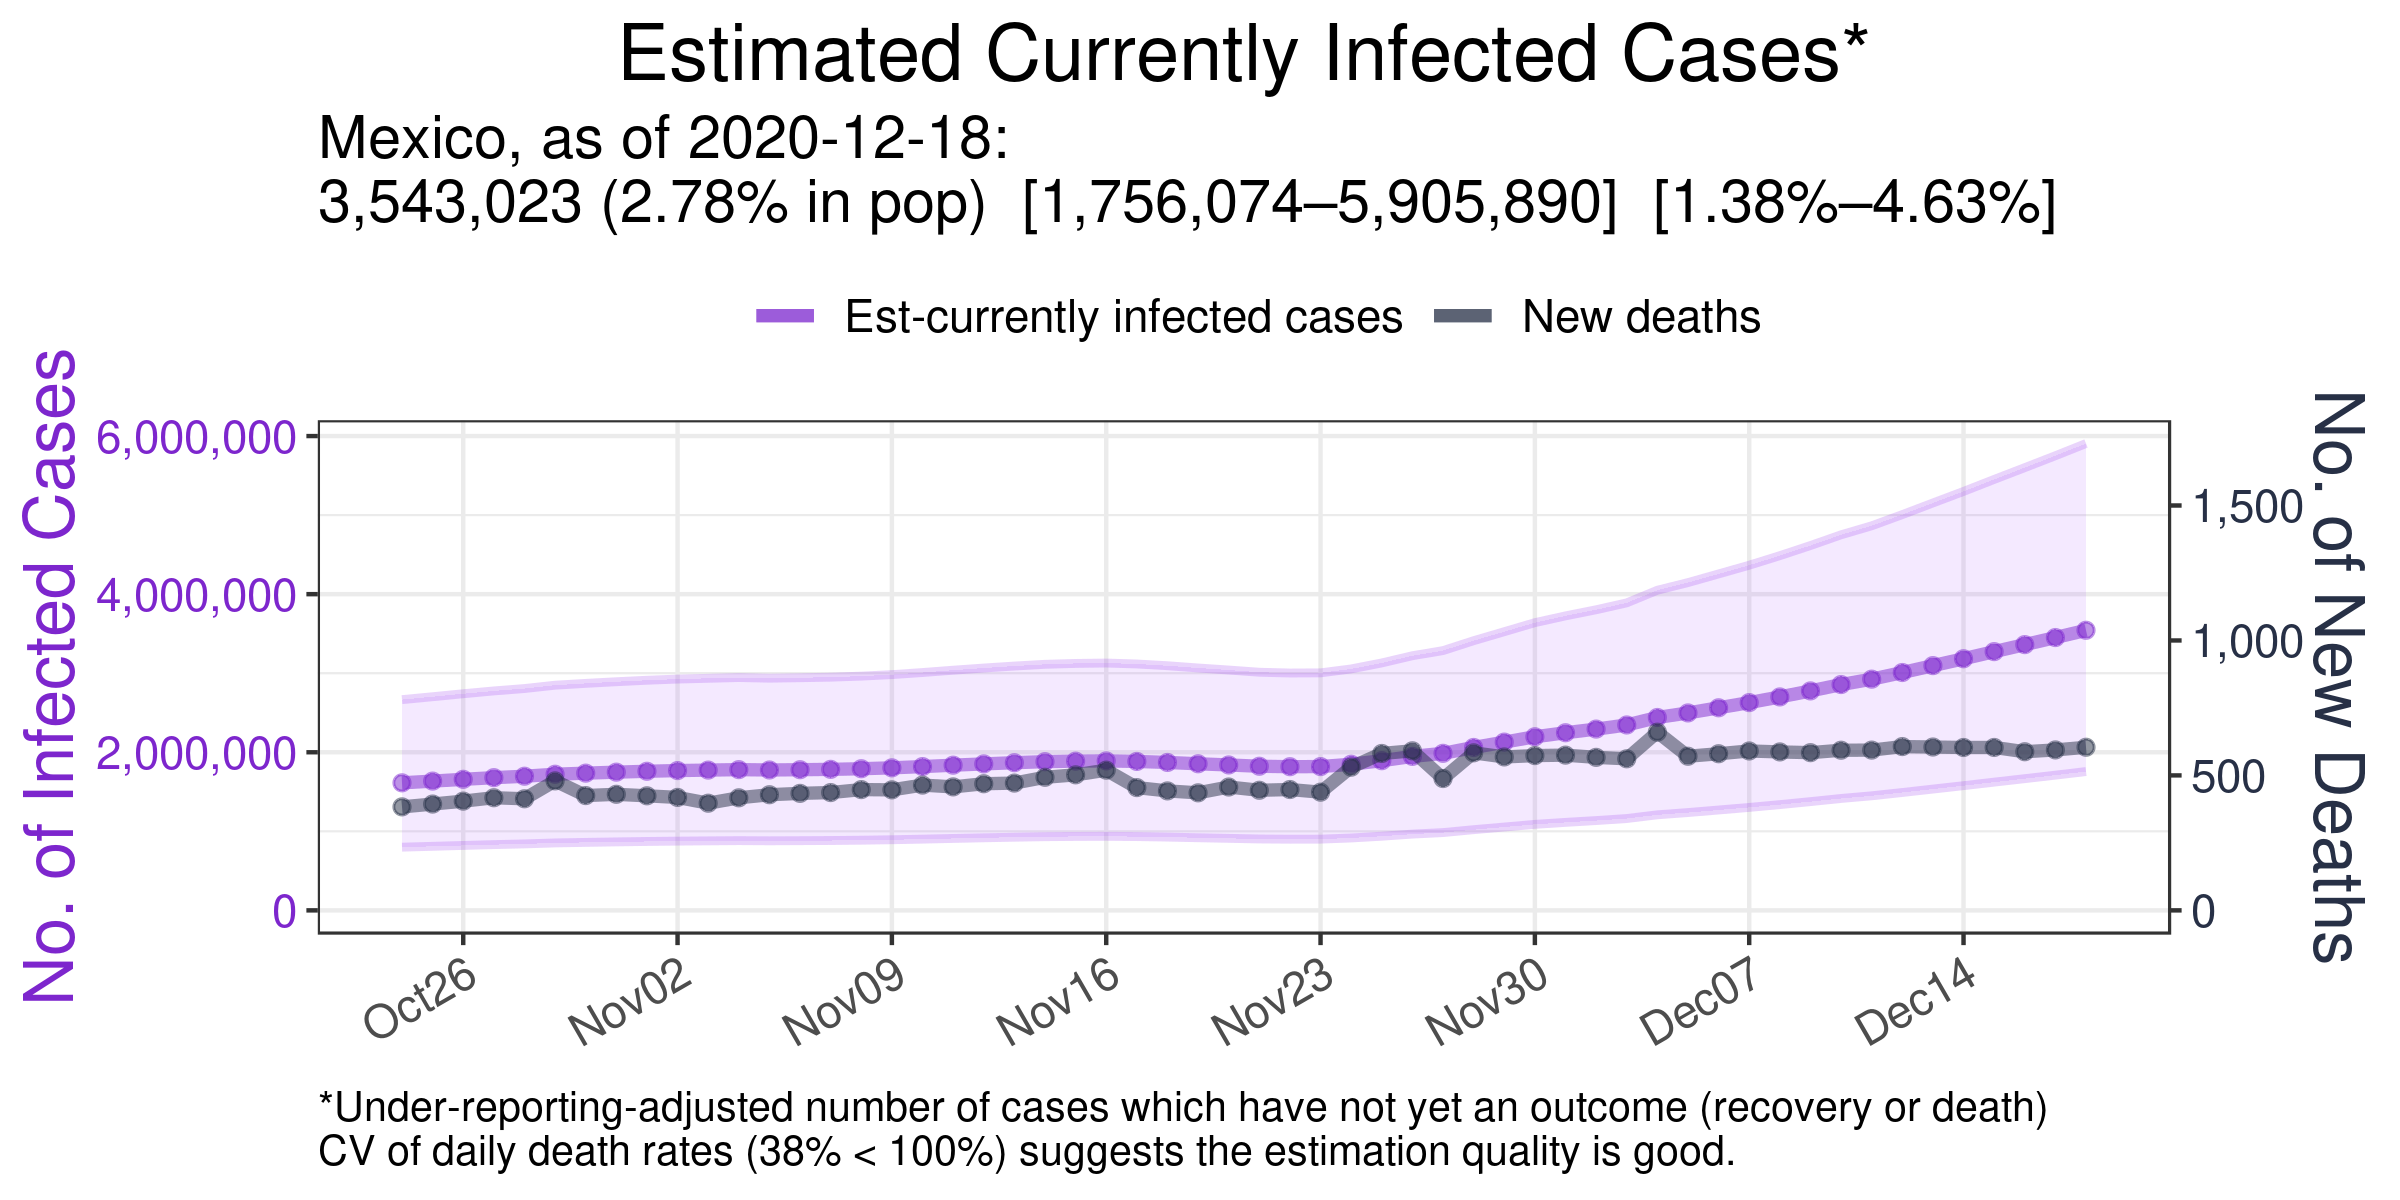 Estimated Currently Infected Cases*
Mexico, as of 2020-12-18:
3,543,023 (2.78% in pop)  [1,756,074–5,905,890]  [1.38%–4.63%]
Est-currently infected cases
New deaths
No. of Infected Cases
6,000,000
4,000,000
2,000,000
0
No. of New Deaths
1,500
1,000
500
0
Oct26
Nov02
Nov09
Nov16
Nov23
Nov30
Dec07
Dec14
*Under-reporting-adjusted number of cases which have not yet an outcome (recovery or death)
CV of daily death rates (38% < 100%) suggests the estimation quality is good.